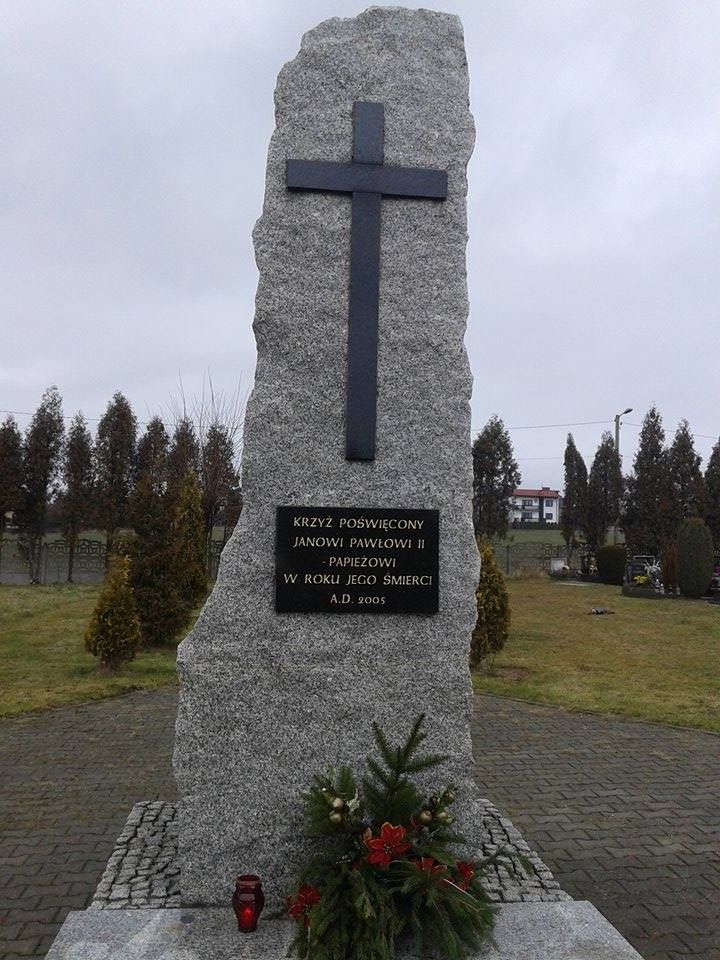 KRZYŻ POŚWIĘCONY
JANOWI PAWŁOWI II
- PAPIEŻOWI
W ROKU JEGO ŚMIERCI
A.D. 2005